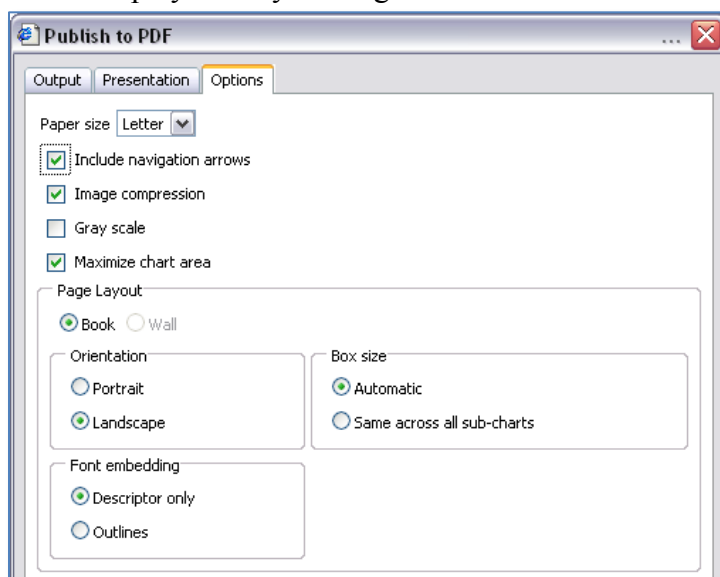 Publish to PDF ...
Output Presentation Options
Paper size Letter
Include navigation arrows
Image compression
Gray scale
Maximize chart area
Page Layout
Book Wall
Orientation Box size
Portrait Automatic
Landscape Same across all sub-charts
Font embedding
Descriptor only
Outlines